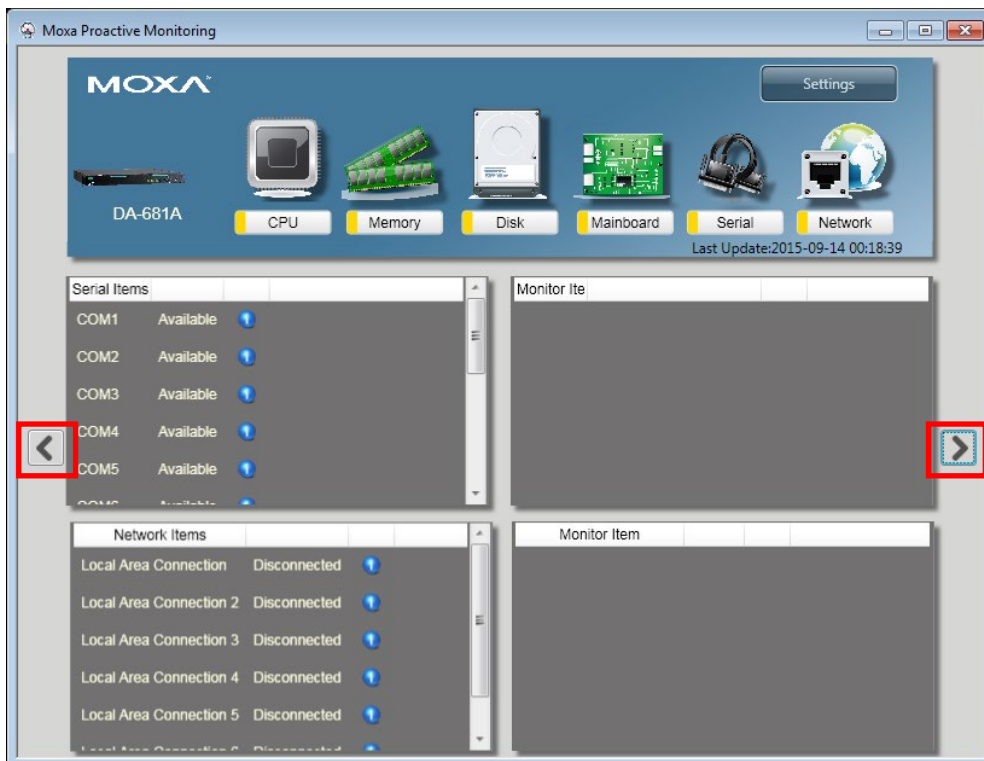 Moxa Proactive Monitoring
MOXA
Settings
DA-681A
CPU
Memory
Disk
Mainboard
Serial
Network
Last Update:2015-09-14 00:18:39
Serial Items
COM1 Available
COM2 Available
COM3 Available
COM4 Available
COM5 Available
Monitor Ite
Network Items
Local Area Connection Disconnected
Local Area Connection 2 Disconnected
Local Area Connection 3 Disconnected
Local Area Connection 4 Disconnected
Local Area Connection 5 Disconnected
Monitor Item